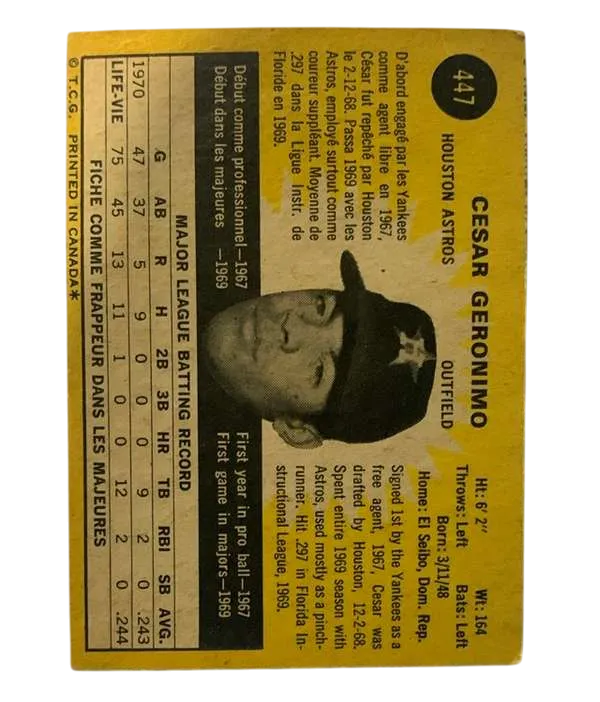 447
CESAR GERONIMO
HOUSTON ASTROS
OUTFIELD
Ht: 6' 2" Wt: 164
Throws: Left Bats: Left
Born: 3/11/48
Home: El Seibo, Dom. Rep.
D'abord engagé par les Yankees
comme agent libre en 1967,
César fut repêché par Houston
le 2-12-68. Passa 1969 avec les
Astros, employé surtout comme
coureur suppléant. Moyenne de
.297 dans la Ligue Instr. de
Floride en 1969.
Signed 1st by the Yankees as a
free agent, 1967, Cesar was
drafted by Houston, 12-2-68.
Spent entire 1969 season with
Astros, used mostly as a pinch-
runner. Hit .297 in Florida In-
structional League, 1969.
Début comme professionnel—1967
Début dans les majeures —1969
First year in pro ball—1967
First game in majors—1969
MAJOR LEAGUE BATTING RECORD
G AB R H 2B 3B HR TB RBI SB AVG.
1970 47 37 5 9 0 0 0 9 2 0 .243
LIFE-VIE 75 45 13 11 1 0 0 12 2 0 .244
FICHE COMME FRAPPEUR DANS LES MAJEURES
© T.C.G. PRINTED IN CANADA*